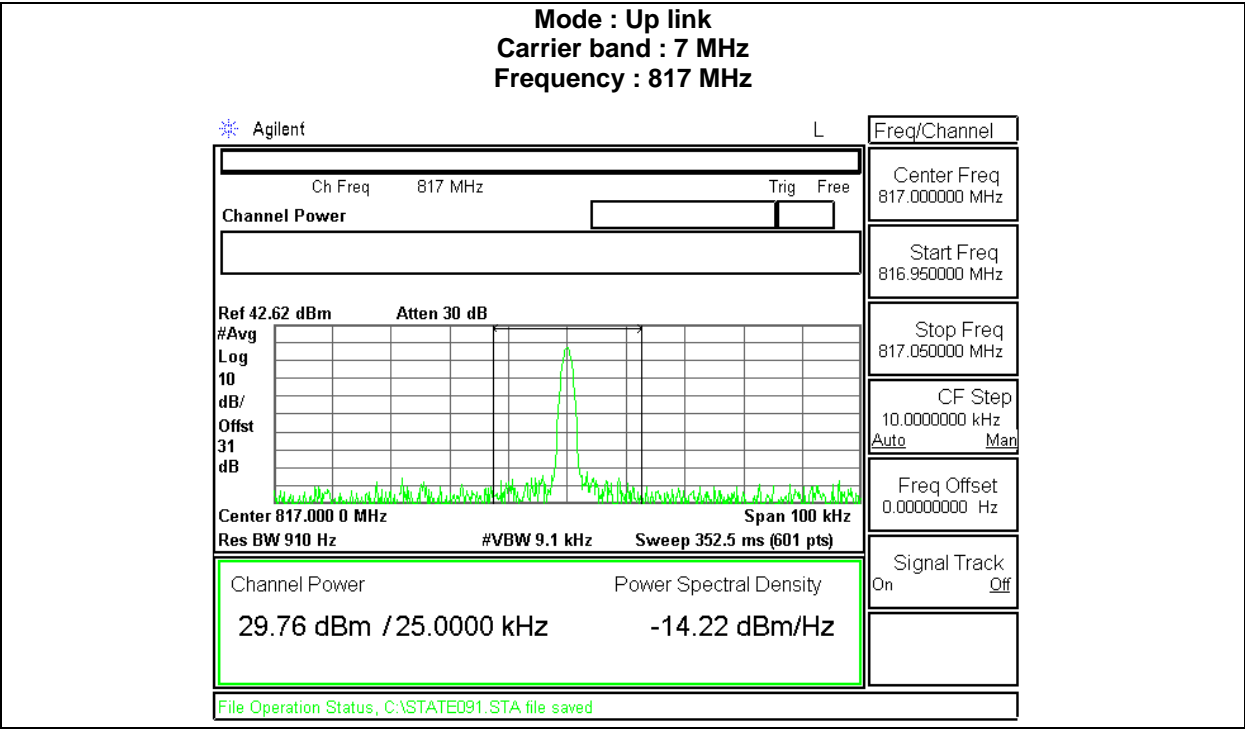 Mode : Up link
Carrier band : 7 MHz
Frequency : 817 MHz
Agilent L
Freq/Channel
Ch Freq 817 MHz Trig Free
Channel Power
Center Freq
817.000000 MHz
Start Freq
816.950000 MHz
Stop Freq
817.050000 MHz
CF Step
10.0000000 kHz
Auto Man
Freq Offset
0.00000000 Hz
Signal Track
On Off
Ref 42.62 dBm Atten 30 dB
#Avg
Log
10
dB/
Offst
31
dB
Center 817.000 0 MHz Span 100 kHz
Res BW 910 Hz #VBW 9.1 kHz Sweep 352.5 ms (601 pts)
Channel Power Power Spectral Density
29.76 dBm / 25.0000 kHz -14.22 dBm/Hz
File Operation Status, C:\STATE091.STA file saved